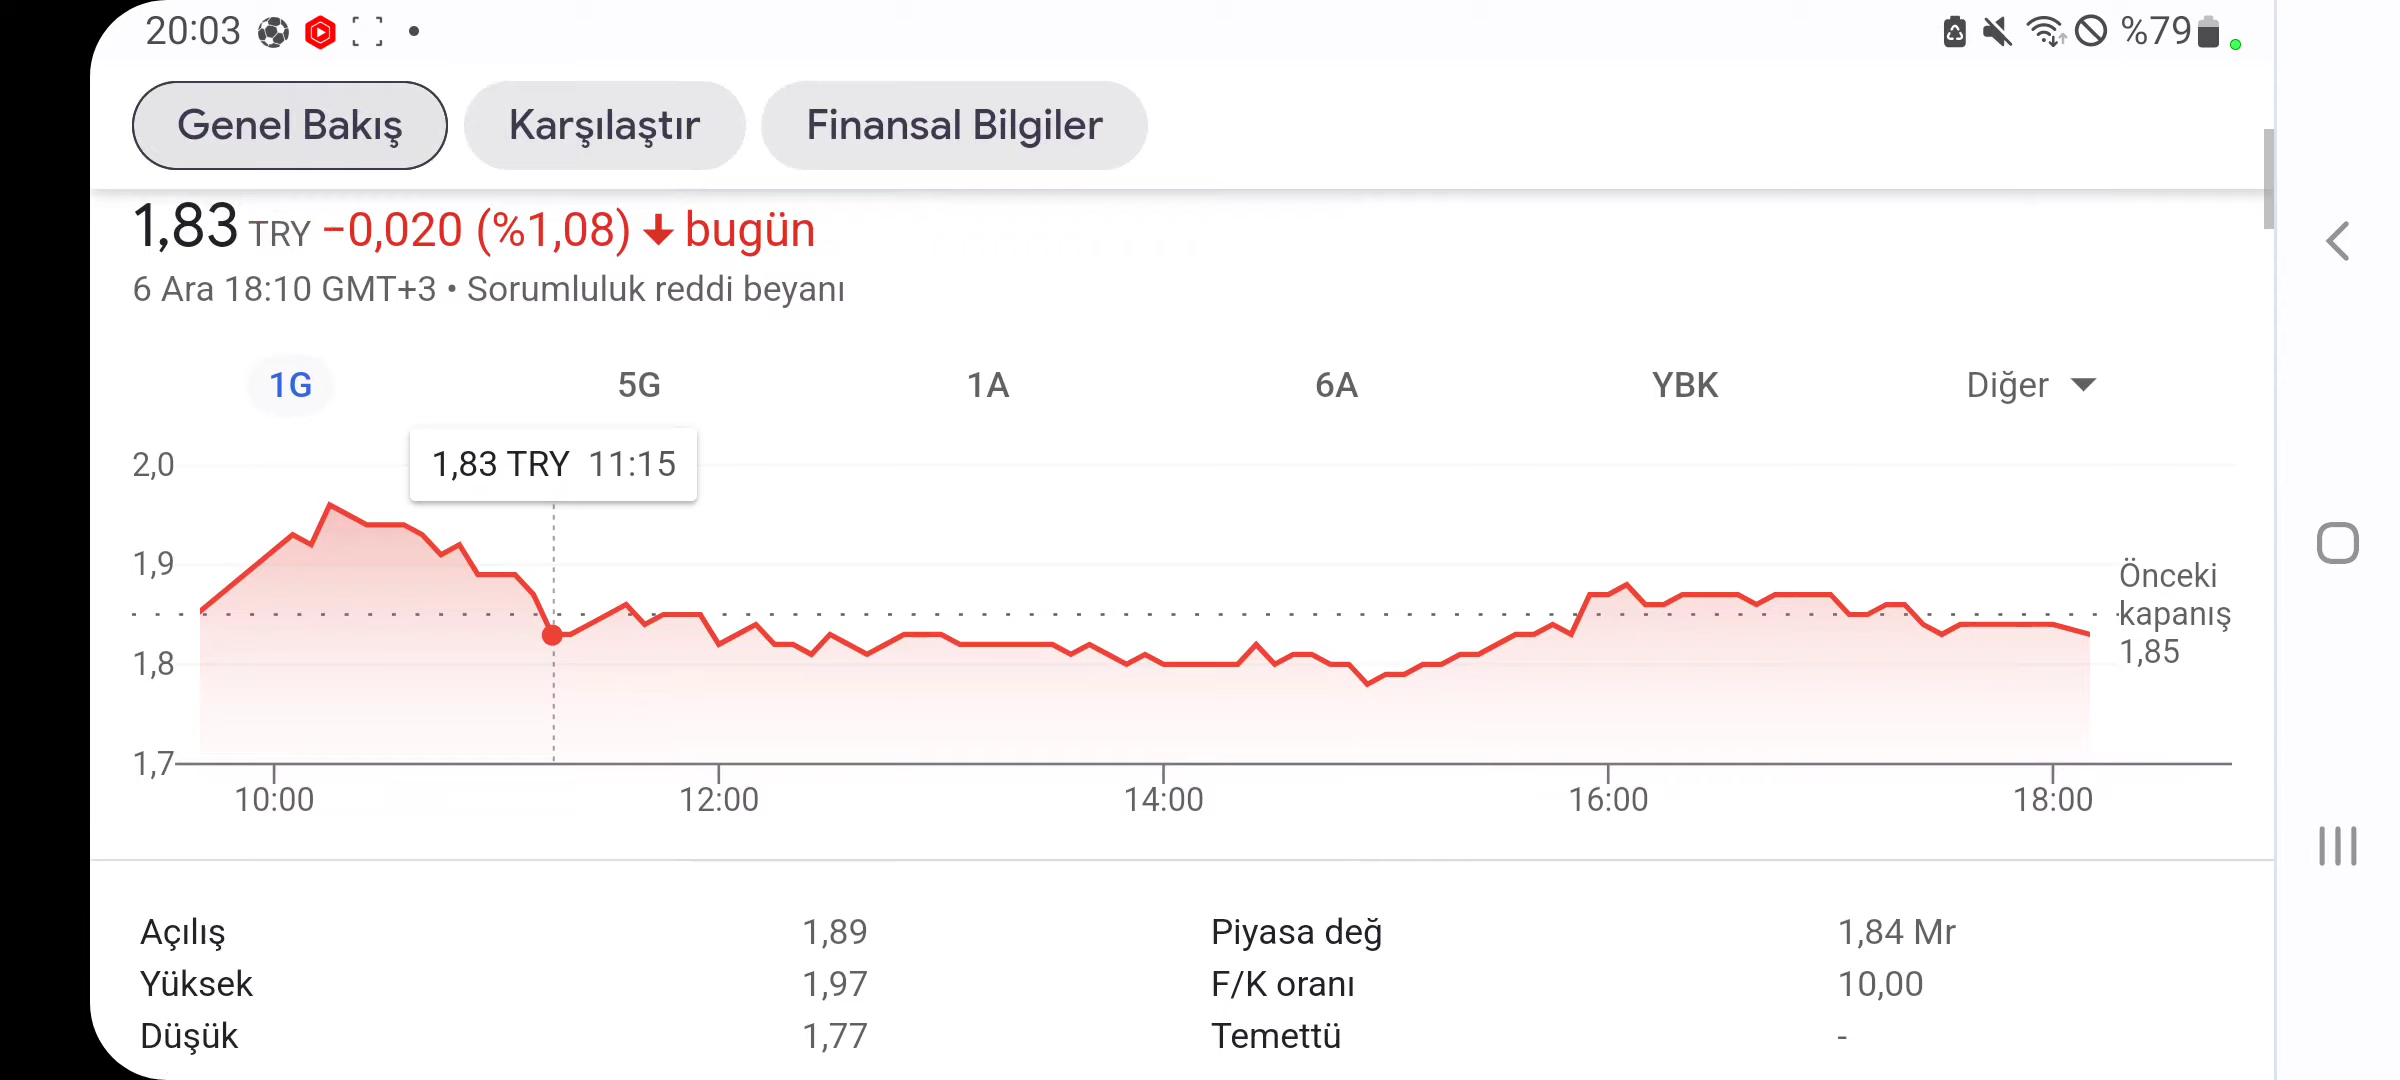 20:03 %79
Genel Bakış Karşılaştır Finansal Bilgiler
1,83 TRY −0,020 (%1,08) ↓ bugün
6 Ara 18:10 GMT+3 • Sorumluluk reddi beyanı
1G 5G 1A 6A YBK Diğer
1,83 TRY 11:15
2,0
1,9
1,8
1,7
Önceki
kapanış
1,85
10:00 12:00 14:00 16:00 18:00
Açılış 1,89 Piyasa değ 1,84 Mr
Yüksek 1,97 F/K oranı 10,00
Düşük 1,77 Temettü -